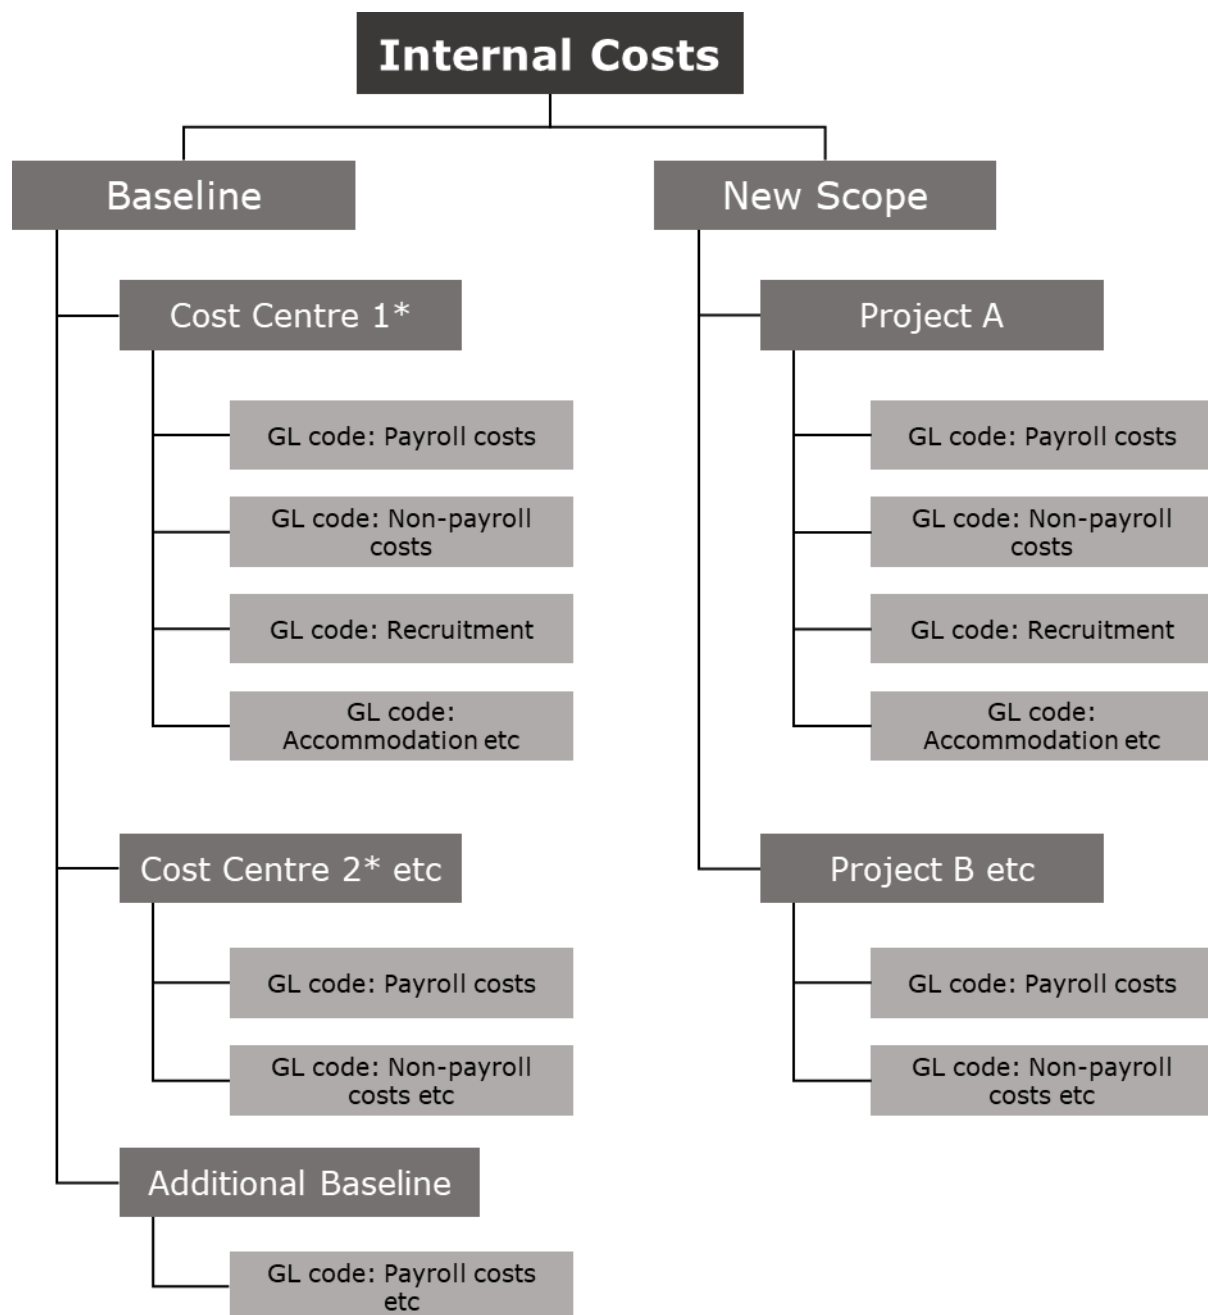 Internal Costs
Baseline
Cost Centre 1*
GL code: Payroll costs
GL code: Non-payroll
costs
GL code: Recruitment
GL code:
Accommodation etc
Cost Centre 2* etc
GL code: Payroll costs
GL code: Non-payroll
costs etc
Additional Baseline
GL code: Payroll costs
etc
New Scope
Project A
GL code: Payroll costs
GL code: Non-payroll
costs
GL code: Recruitment
GL code:
Accommodation etc
Project B etc
GL code: Payroll costs
GL code: Non-payroll
costs etc